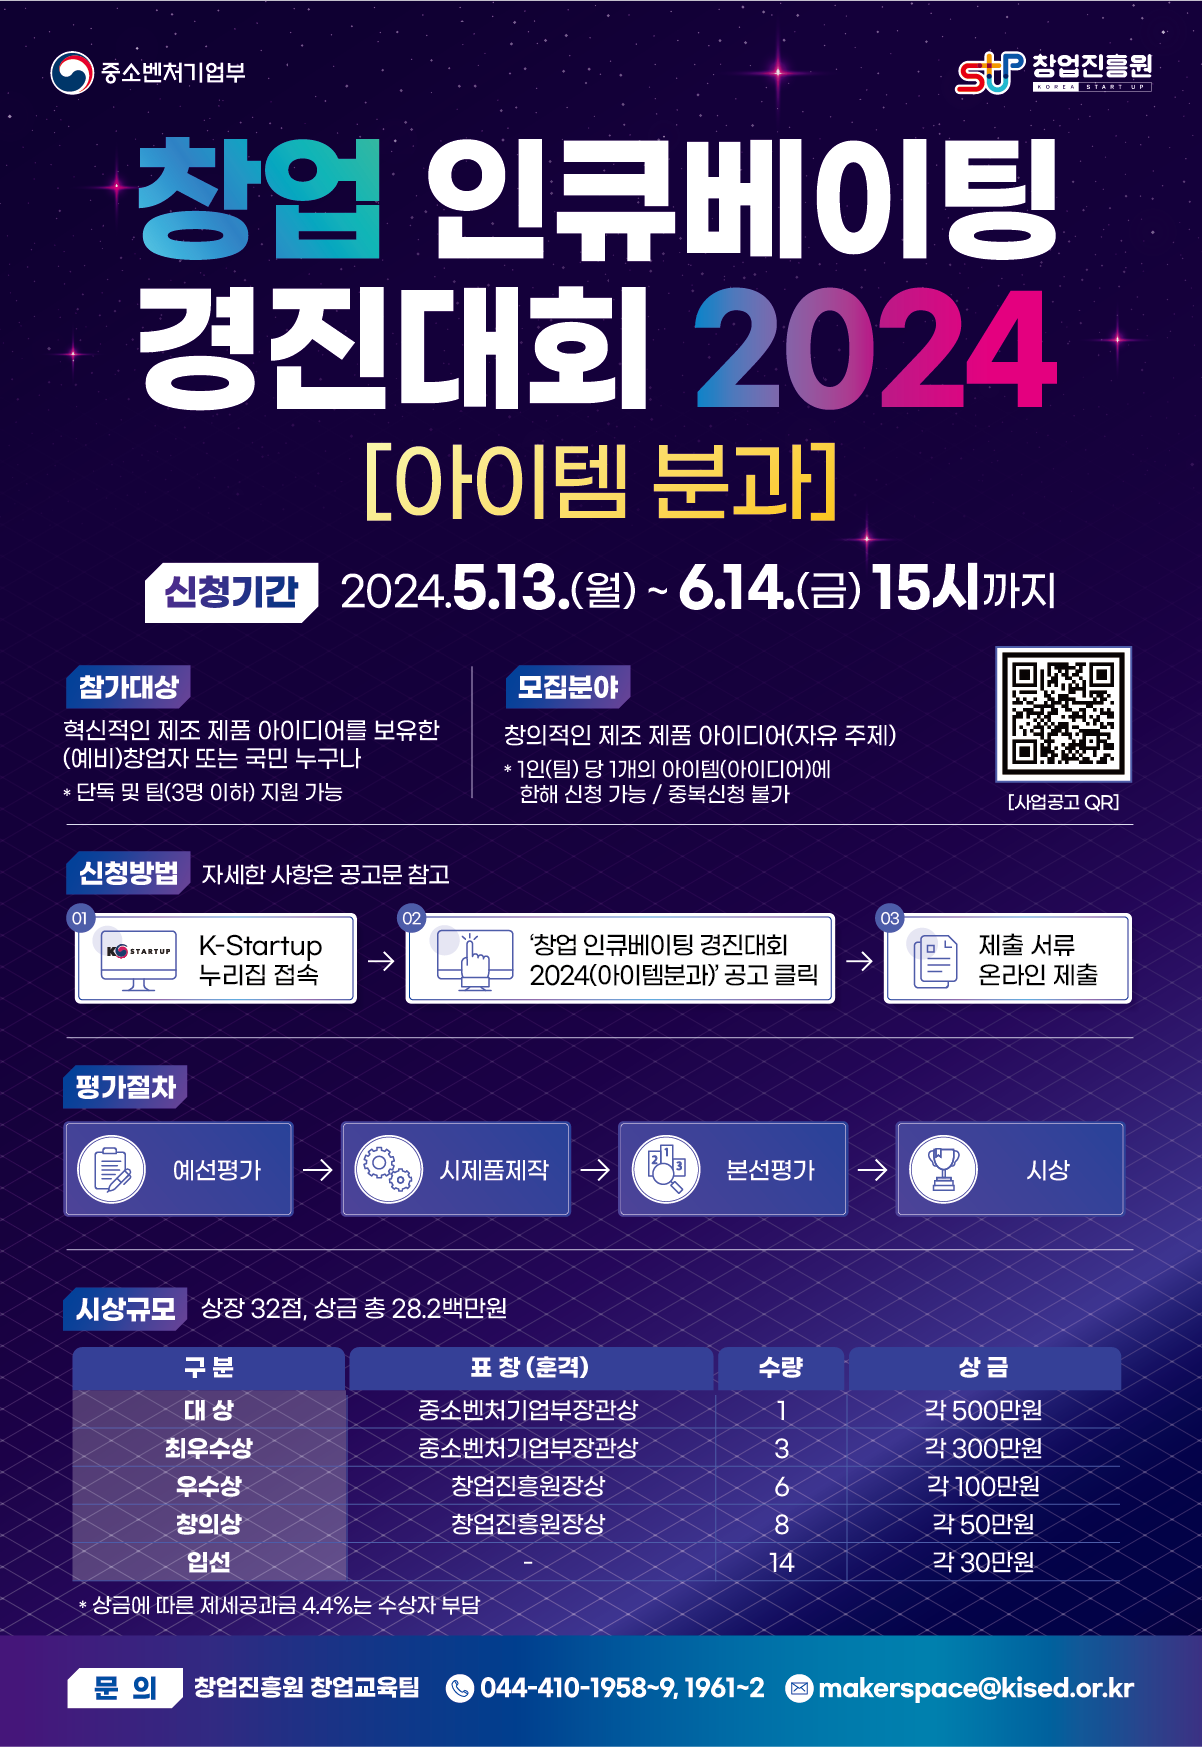 중소벤처기업부
STUP 창업진흥원
KOREA START UP
창업 인큐베이팅
경진대회 2024
[아이템 분과]
신청기간 2024.5.13.(월) ~ 6.14.(금) 15시까지
참가대상
혁신적인 제조 제품 아이디어를 보유한
(예비)창업자 또는 국민 누구나
* 단독 및 팀(3명 이하) 지원 가능
모집분야
창의적인 제조 제품 아이디어(자유 주제)
* 1인(팀) 당 1개의 아이템(아이디어)에
한해 신청 가능 / 중복신청 불가
[사업공고 QR]
신청방법 자세한 사항은 공고문 참고
01
K STARTUP
K-Startup
누리집 접속
02
‘창업 인큐베이팅 경진대회
2024(아이템분과)’ 공고 클릭
03
제출 서류
온라인 제출
평가절차
예선평가
시제품제작
2 1 3
본선평가
시상
시상규모 상장 32점, 상금 총 28.2백만원
구 분 표 창 (훈격) 수량 상 금
대 상 중소벤처기업부장관상 1 각 500만원
최우수상 중소벤처기업부장관상 3 각 300만원
우수상 창업진흥원장상 6 각 100만원
창의상 창업진흥원장상 8 각 50만원
입선 - 14 각 30만원
* 상금에 따른 제세공과금 4.4%는 수상자 부담
문 의 창업진흥원 창업교육팀 044-410-1958~9, 1961~2 makerspace@kised.or.kr